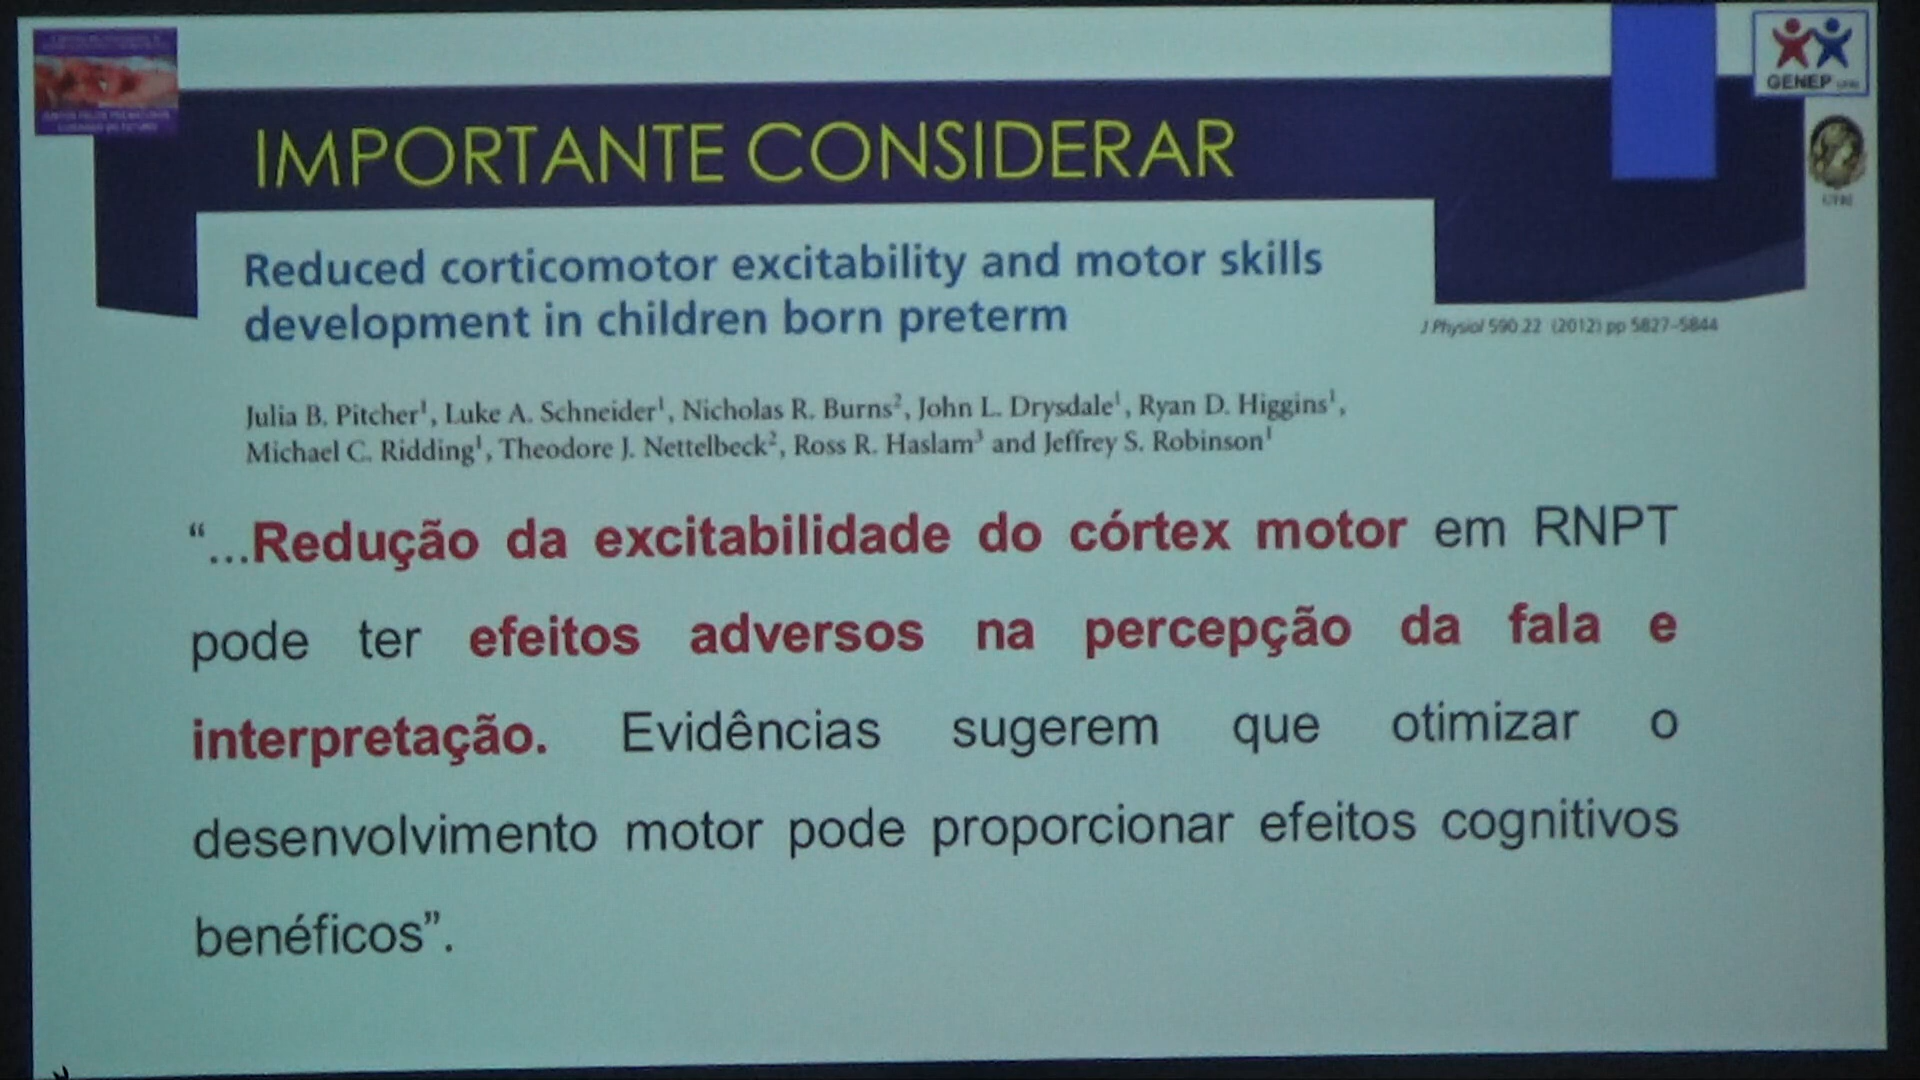 GENEP
IMPORTANTE CONSIDERAR
UFRJ
Reduced corticomotor excitability and motor skills
development in children born preterm
J Physiol 590.22 (2012) pp 5827–5844
Julia B. Pitcher¹, Luke A. Schneider¹, Nicholas R. Burns², John L. Drysdale¹, Ryan D. Higgins¹,
Michael C. Ridding¹, Theodore J. Nettelbeck², Ross R. Haslam³ and Jeffrey S. Robinson¹
“...Redução da excitabilidade do córtex motor em RNPT
pode ter efeitos adversos na percepção da fala e
interpretação. Evidências sugerem que otimizar o
desenvolvimento motor pode proporcionar efeitos cognitivos
benéficos”.